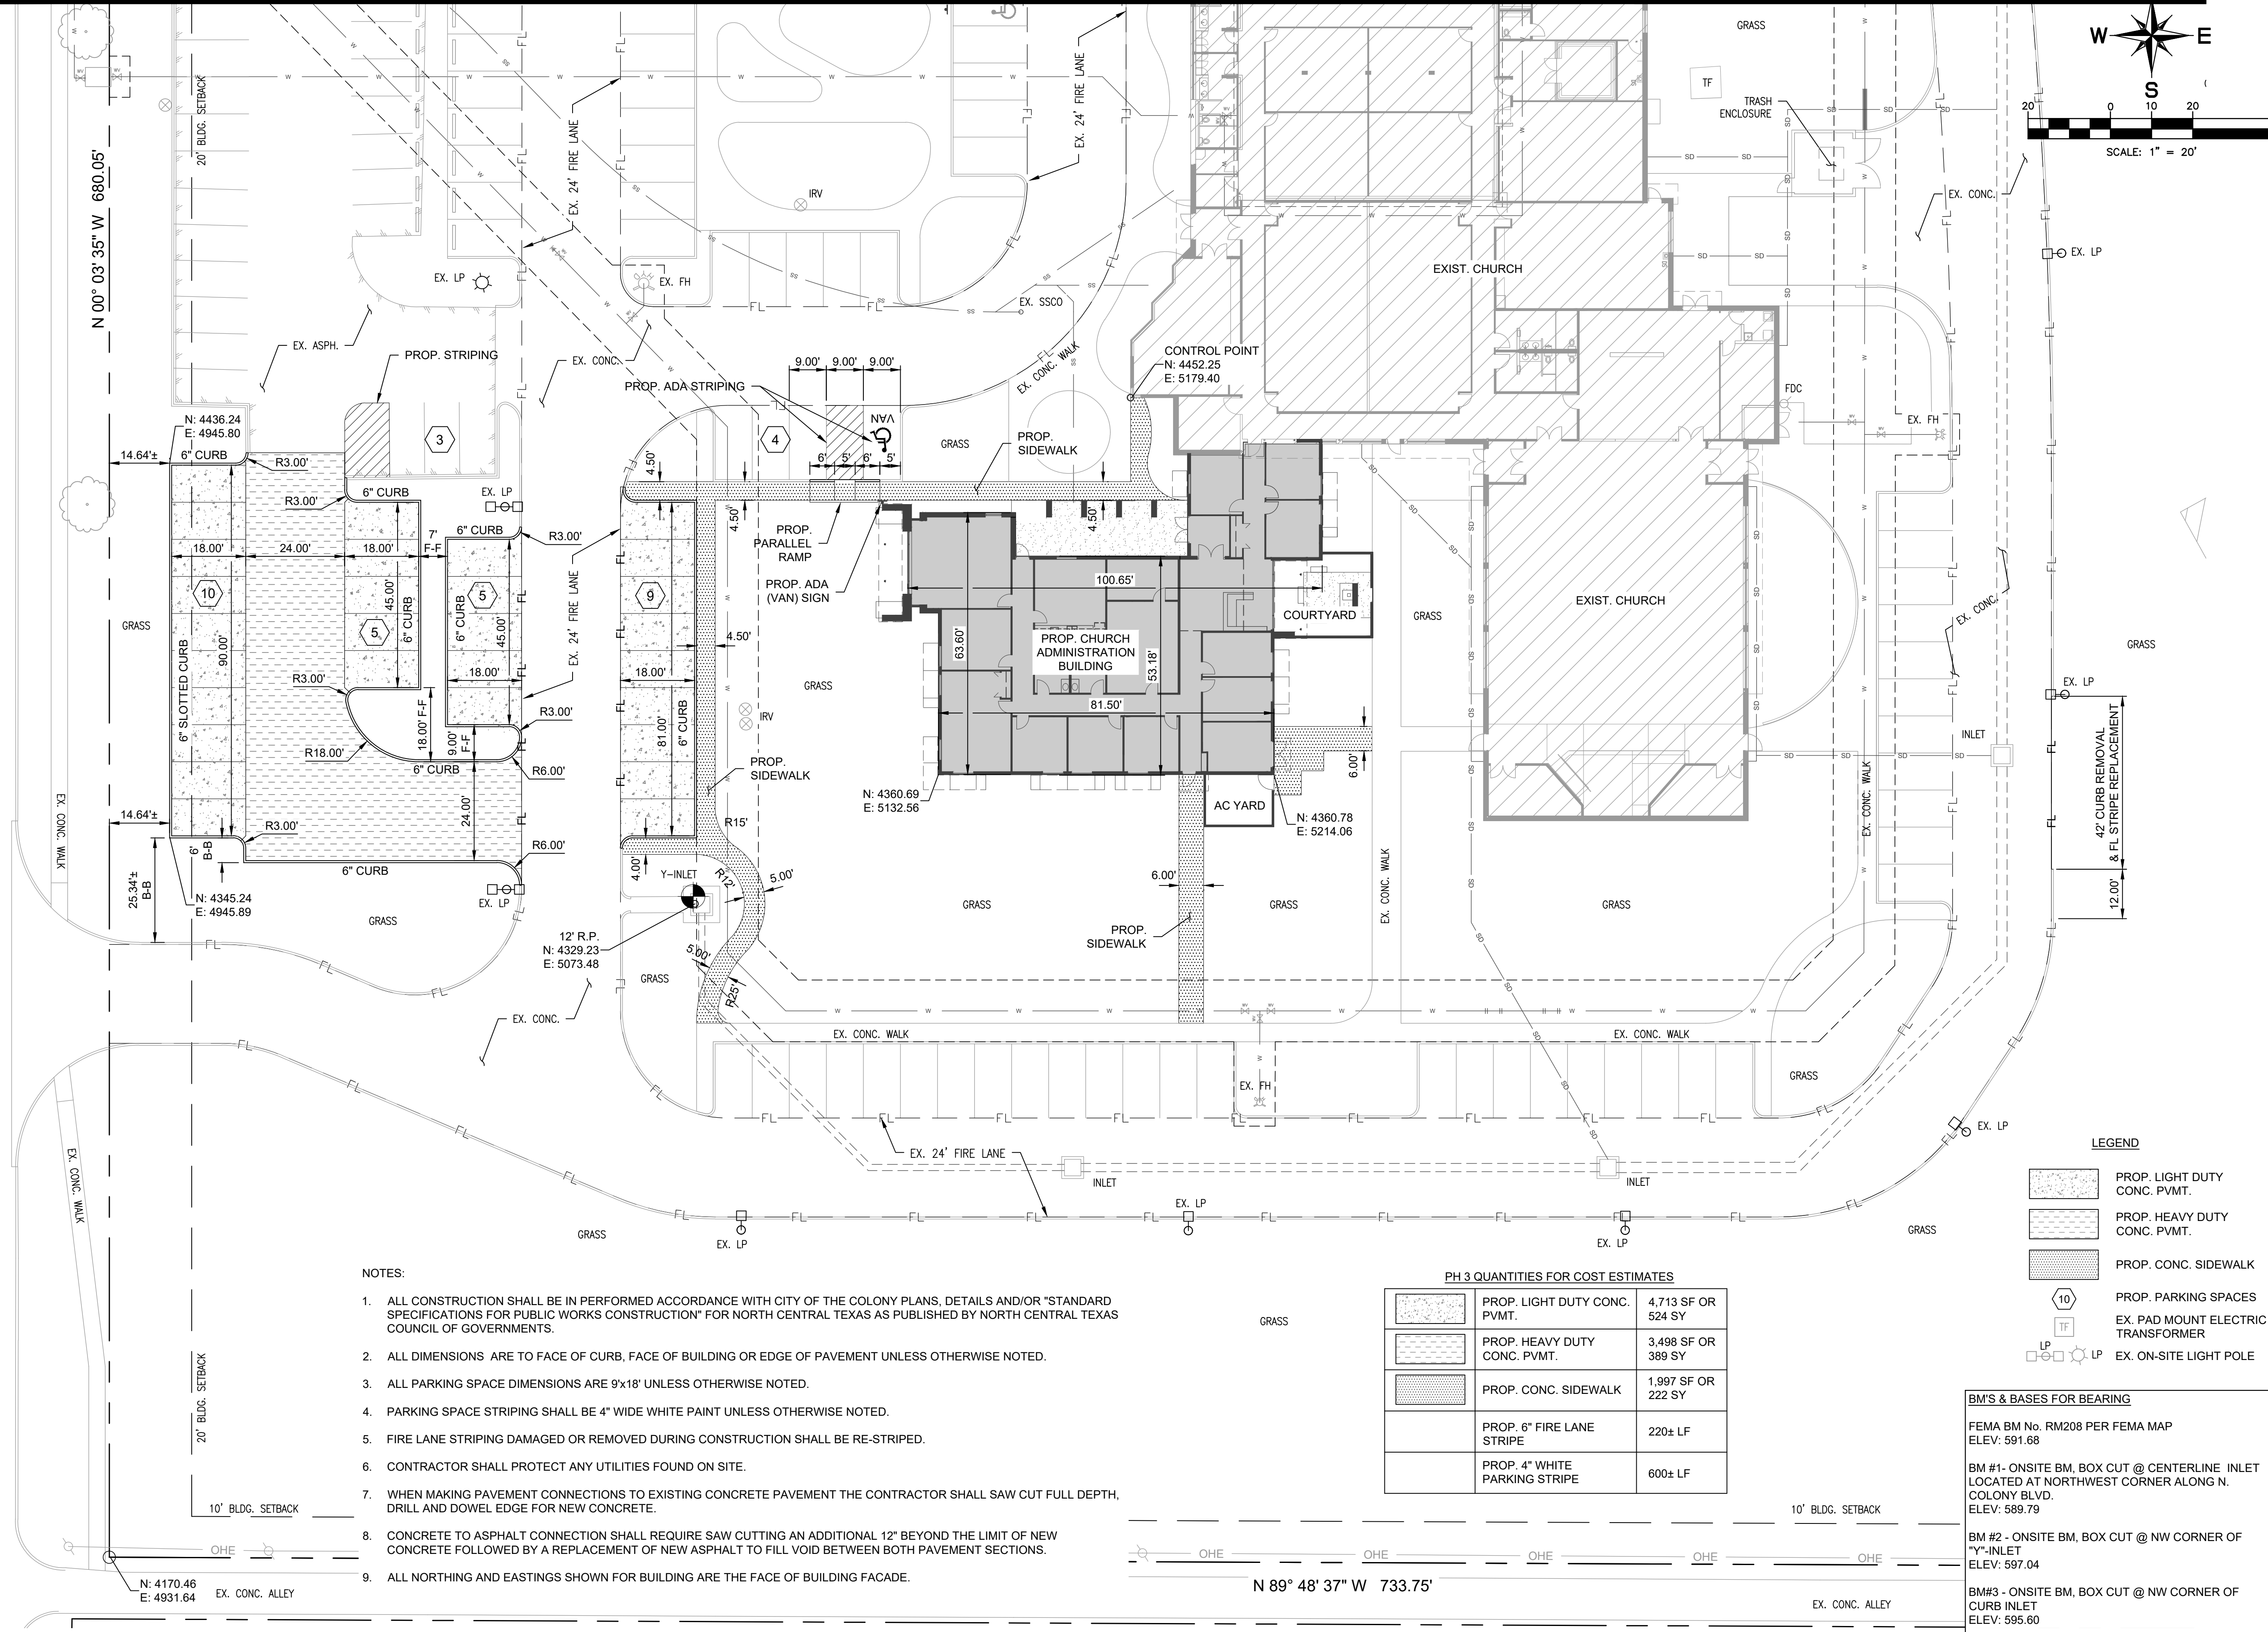 GRASS
W
E
S
20
0
10
20
SCALE: 1" = 20'
TF
TRASH
ENCLOSURE
EX. CONC.
20' BLDG. SETBACK
N 00° 03' 35" W 680.05'
EX. 24' FIRE LANE
EX. 24' FIRE LANE
IRV
EX. LP
EX. LP
EX. FH
EX. SSCO
EXIST. CHURCH
EX. ASPH.
PROP. STRIPING
EX. CONC.
EX. CONC. WALK
9.00'
9.00'
9.00'
PROP. ADA STRIPING
CONTROL POINT
N: 4452.25
E: 5179.40
FDC
EX. FH
N: 4436.24
E: 4945.80
3
4
VAN
GRASS
PROP.
SIDEWALK
14.64'±
6" CURB
R3.00'
4.50'
6'
5'
6'
5'
R3.00'
6" CURB
EX. LP
4.50'
4.50'
PROP.
PARALLEL
RAMP
7'
F-F
6" CURB
R3.00'
18.00'
24.00'
18.00'
PROP. ADA
(VAN) SIGN
100.65'
10
45.00'
6" CURB
6" CURB
5
EX. 24' FIRE LANE
9
COURTYARD
GRASS
EXIST. CHURCH
EX. CONC.
GRASS
5
45.00'
4.50'
63.60'
PROP. CHURCH
ADMINISTRATION
BUILDING
53.18'
GRASS
90.00'
6" SLOTTED CURB
R3.00'
18.00'
18.00'
GRASS
EX. LP
R3.00'
IRV
81.50'
18.00' F-F
9.00'
F-F
81.00'
6" CURB
INLET
42' CURB REMOVAL
& FL STRIPE REPLACEMENT
R18.00'
6" CURB
R6.00'
PROP.
SIDEWALK
6.00'
N: 4360.69
E: 5132.56
AC YARD
N: 4360.78
E: 5214.06
EX. CONC. WALK
EX. CONC. WALK
14.64'±
24.00'
R3.00'
R15'
6'
B-B
R6.00'
6" CURB
4.00'
Y-INLET
R12'
5.00'
6.00'
EX. CONC. WALK
25.34'±
B-B
N: 4345.24
E: 4945.89
EX. LP
GRASS
GRASS
GRASS
GRASS
12.00'
12' R.P.
N: 4329.23
E: 5073.48
5.00'
GRASS
R25'
PROP.
SIDEWALK
EX. CONC.
EX. CONC. WALK
EX. CONC. WALK
GRASS
EX. FH
EX. CONC. WALK
EX. 24' FIRE LANE
INLET
INLET
EX. LP
EX. LP
EX. LP
EX. LP
GRASS
GRASS
GRASS
LEGEND
PROP. LIGHT DUTY
CONC. PVMT.
PROP. HEAVY DUTY
CONC. PVMT.
PROP. CONC. SIDEWALK
10 PROP. PARKING SPACES
TF EX. PAD MOUNT ELECTRIC
TRANSFORMER
LP LP EX. ON-SITE LIGHT POLE
NOTES:
1. ALL CONSTRUCTION SHALL BE IN PERFORMED ACCORDANCE WITH CITY OF THE COLONY PLANS, DETAILS AND/OR "STANDARD
SPECIFICATIONS FOR PUBLIC WORKS CONSTRUCTION" FOR NORTH CENTRAL TEXAS AS PUBLISHED BY NORTH CENTRAL TEXAS
COUNCIL OF GOVERNMENTS.
2. ALL DIMENSIONS ARE TO FACE OF CURB, FACE OF BUILDING OR EDGE OF PAVEMENT UNLESS OTHERWISE NOTED.
3. ALL PARKING SPACE DIMENSIONS ARE 9'x18' UNLESS OTHERWISE NOTED.
4. PARKING SPACE STRIPING SHALL BE 4" WIDE WHITE PAINT UNLESS OTHERWISE NOTED.
5. FIRE LANE STRIPING DAMAGED OR REMOVED DURING CONSTRUCTION SHALL BE RE-STRIPED.
6. CONTRACTOR SHALL PROTECT ANY UTILITIES FOUND ON SITE.
7. WHEN MAKING PAVEMENT CONNECTIONS TO EXISTING CONCRETE PAVEMENT THE CONTRACTOR SHALL SAW CUT FULL DEPTH,
DRILL AND DOWEL EDGE FOR NEW CONCRETE.
8. CONCRETE TO ASPHALT CONNECTION SHALL REQUIRE SAW CUTTING AN ADDITIONAL 12" BEYOND THE LIMIT OF NEW
CONCRETE FOLLOWED BY A REPLACEMENT OF NEW ASPHALT TO FILL VOID BETWEEN BOTH PAVEMENT SECTIONS.
9. ALL NORTHING AND EASTINGS SHOWN FOR BUILDING ARE THE FACE OF BUILDING FACADE.
PH 3 QUANTITIES FOR COST ESTIMATES
PROP. LIGHT DUTY CONC. 4,713 SF OR
PVMT. 524 SY
PROP. HEAVY DUTY 3,498 SF OR
CONC. PVMT. 389 SY
PROP. CONC. SIDEWALK 1,997 SF OR
222 SY
PROP. 6" FIRE LANE
STRIPE 220± LF
PROP. 4" WHITE
PARKING STRIPE 600± LF
BM'S & BASES FOR BEARING
FEMA BM No. RM208 PER FEMA MAP
ELEV: 591.68
BM #1- ONSITE BM, BOX CUT @ CENTERLINE INLET
LOCATED AT NORTHWEST CORNER ALONG N.
COLONY BLVD.
ELEV: 589.79
BM #2 - ONSITE BM, BOX CUT @ NW CORNER OF
"Y"-INLET
ELEV: 597.04
BM#3 - ONSITE BM, BOX CUT @ NW CORNER OF
CURB INLET
ELEV: 595.60
20' BLDG. SETBACK
10' BLDG. SETBACK
10' BLDG. SETBACK
OHE
OHE
OHE
OHE
OHE
OHE
N: 4170.46
E: 4931.64
EX. CONC. ALLEY
N 89° 48' 37" W 733.75'
EX. CONC. ALLEY